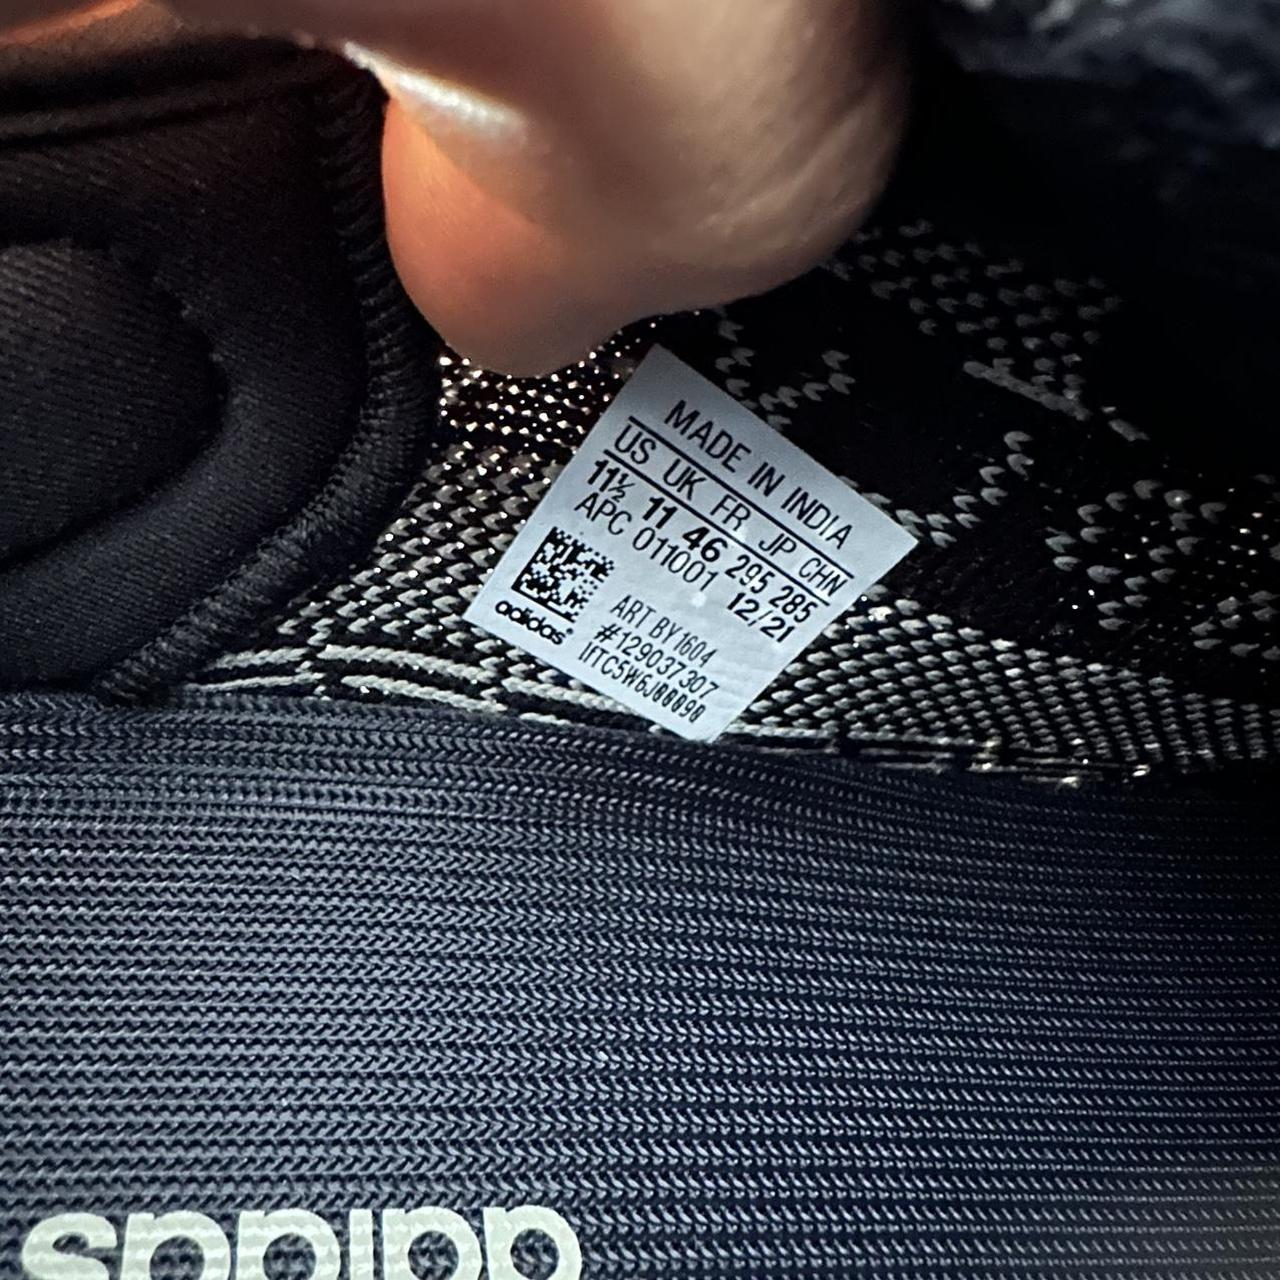 MADE IN INDIA
US UK FR JP CHN
11½ 11 46 295 285
APC 011001 12/21
ART BY1604
#129037307
adidas®
adidas